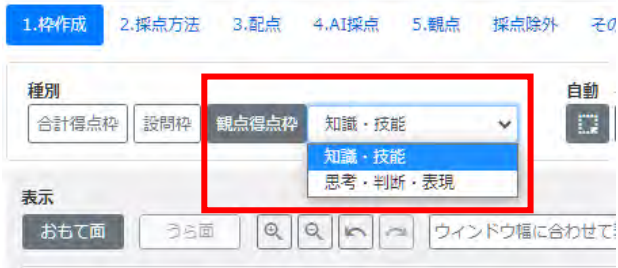 1.枠作成 2.採点方法 3.配点 4.AI採点 5.観点 採点除外 その
種別 自動
合計得点枠 設問枠 観点得点枠 知識・技能
知識・技能
思考・判断・表現
表示
おもて面 うら面 ウィンドウ幅に合わせて